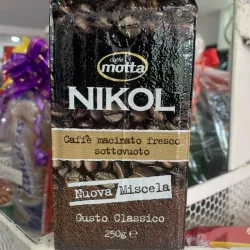 caffè
motta
NIKOL
Caffè macinato fresco
sottovuoto
Nuova Miscela
Gusto Classico
250g e